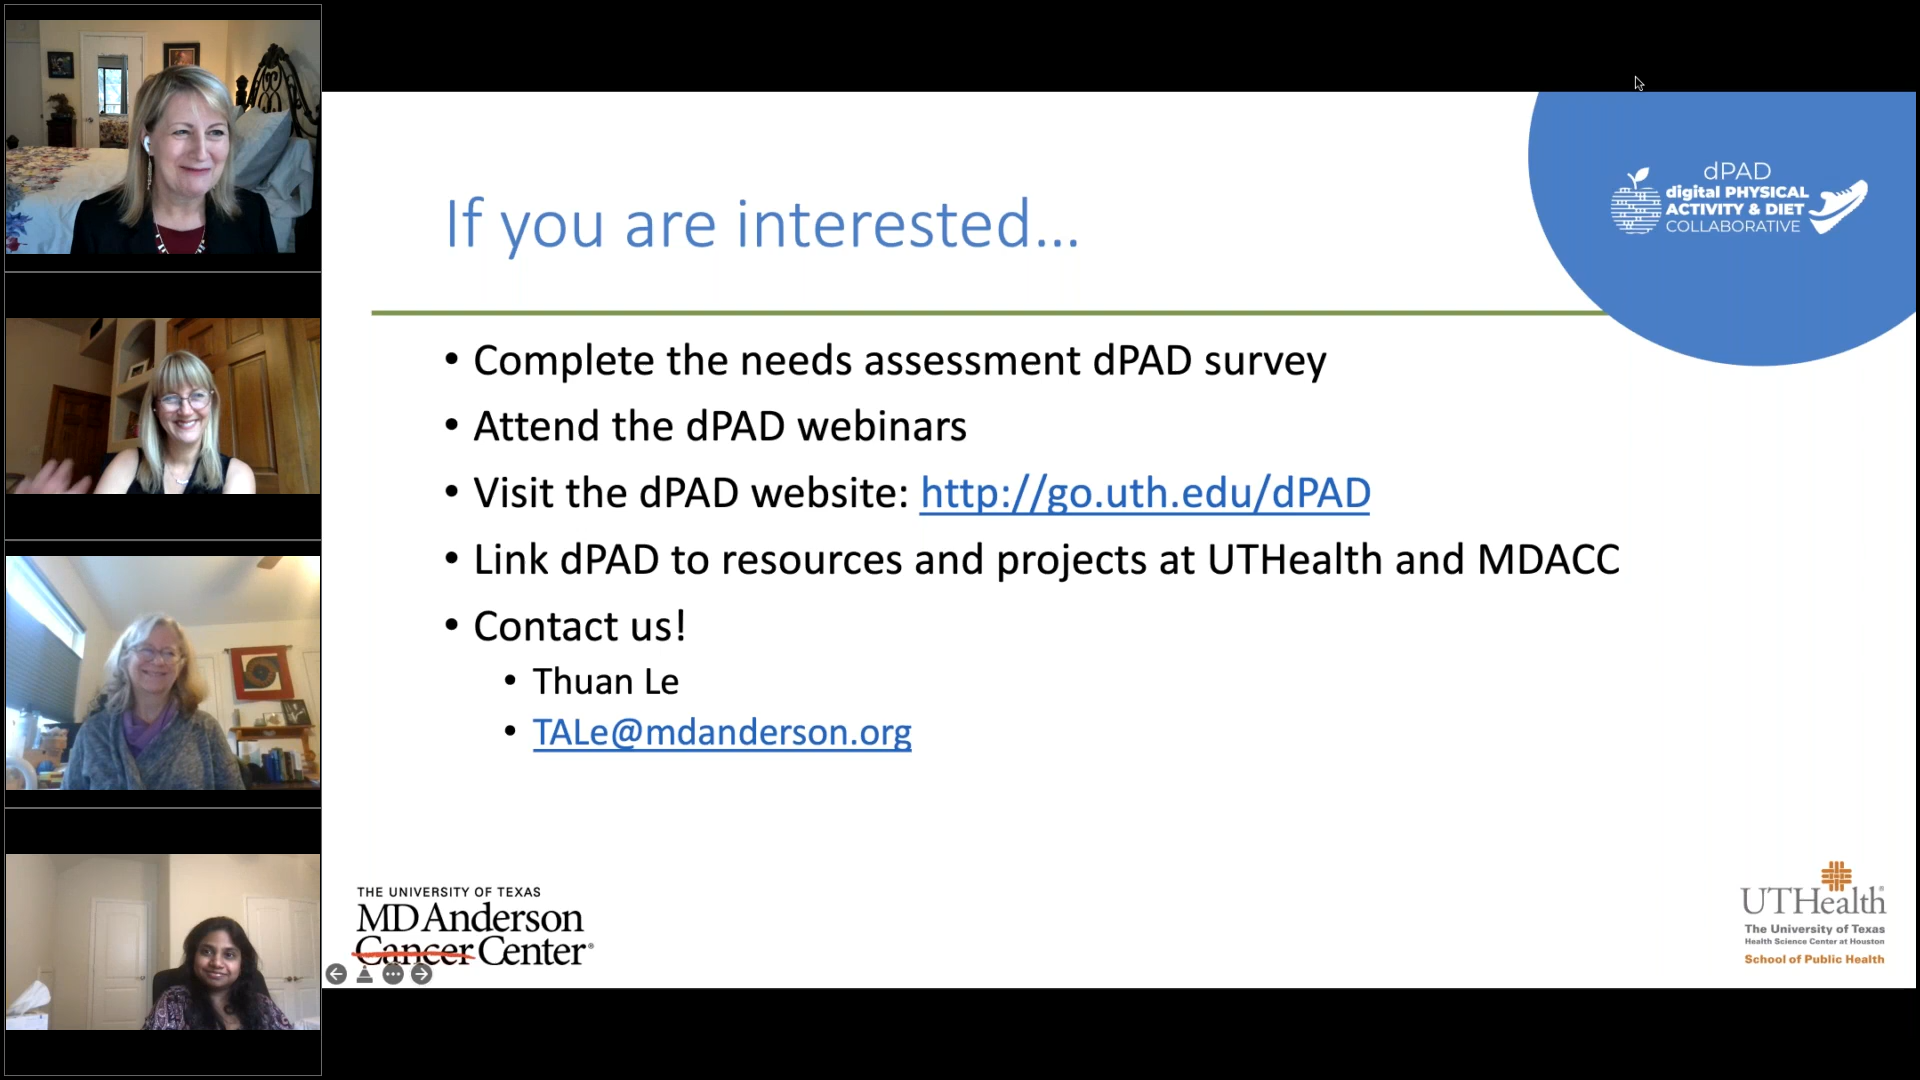 dPAD
digital PHYSICAL
ACTIVITY & DIET
COLLABORATIVE
If you are interested...
• Complete the needs assessment dPAD survey
• Attend the dPAD webinars
• Visit the dPAD website: http://go.uth.edu/dPAD
• Link dPAD to resources and projects at UTHealth and MDACC
• Contact us!
• Thuan Le
• TALe@mdanderson.org
THE UNIVERSITY OF TEXAS
MD Anderson
Cancer Center®
UTHealth®
The University of Texas
Health Science Center at Houston
School of Public Health